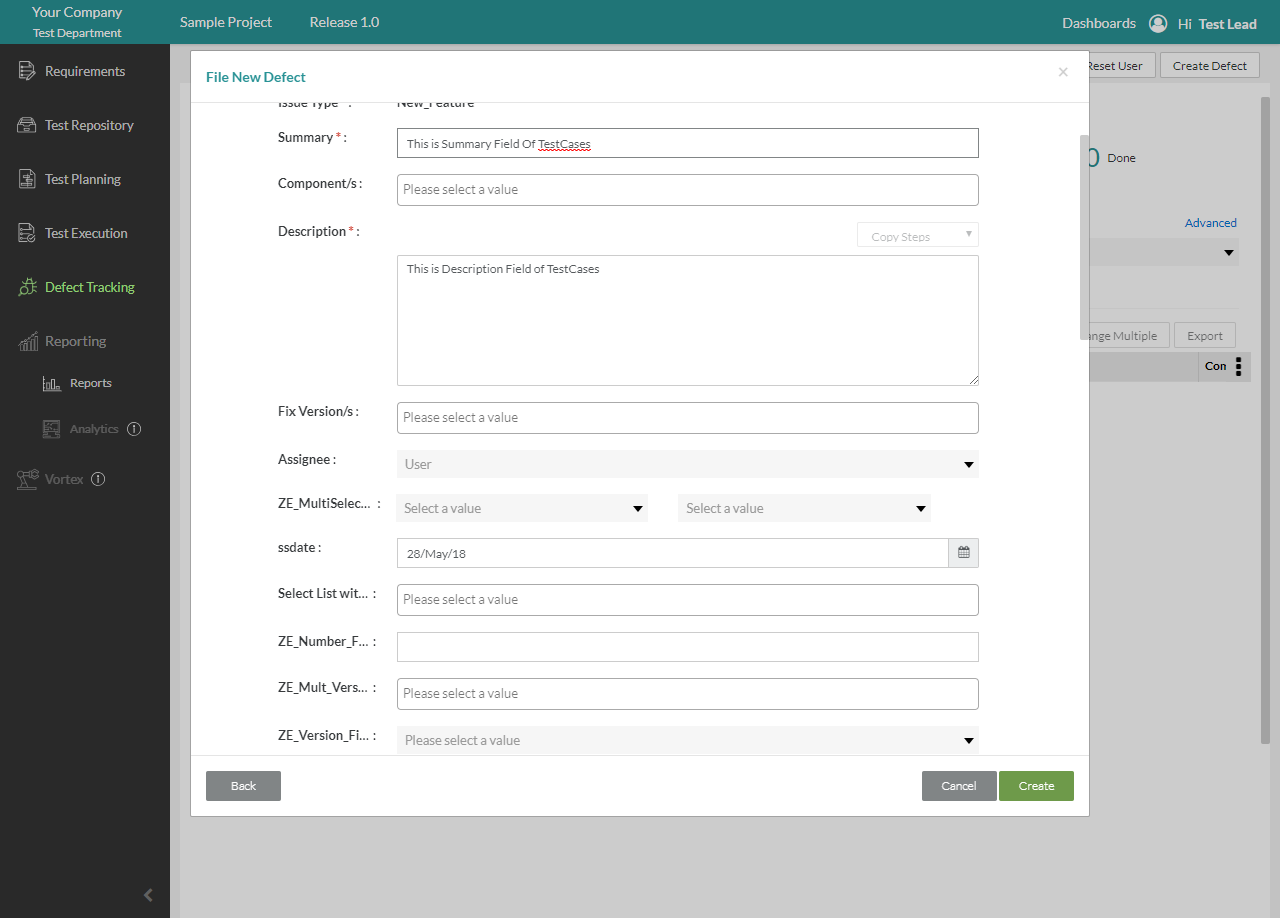 Your Company
Test Department
Sample Project
Release 1.0
Dashboards
Hi Test Lead
Requirements
Test Repository
Test Planning
Test Execution
Defect Tracking
Reporting
Reports
Analytics
Vortex
Reset User
Create Defect
Done
Advanced
ange Multiple
Export
Con
File New Defect
×
Issue Type * :
New_Feature
Summary * :
This is Summary Field Of TestCases
Component/s :
Please select a value
Description * :
Copy Steps
This is Description Field of TestCases
Fix Version/s :
Please select a value
Assignee :
User
ZE_MultiSelec... :
Select a value
Select a value
ssdate :
28/May/18
Select List wit... :
Please select a value
ZE_Number_F... :
ZE_Mult_Vers... :
Please select a value
ZE_Version_Fi... :
Please select a value
Back
Cancel
Create